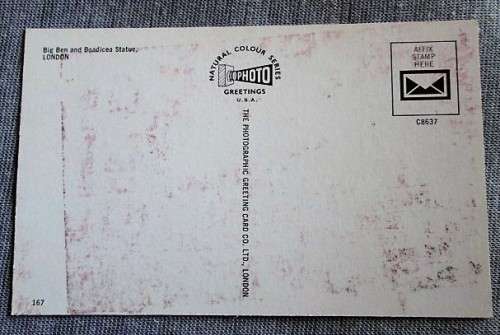 Big Ben and Boadicea Statue,
LONDON
NATURAL COLOUR SERIES
PHOTO
GREETINGS
U.S.A.
THE PHOTOGRAPHIC GREETING CARD CO. LTD., LONDON
AFFIX
STAMP
HERE
C8637
167